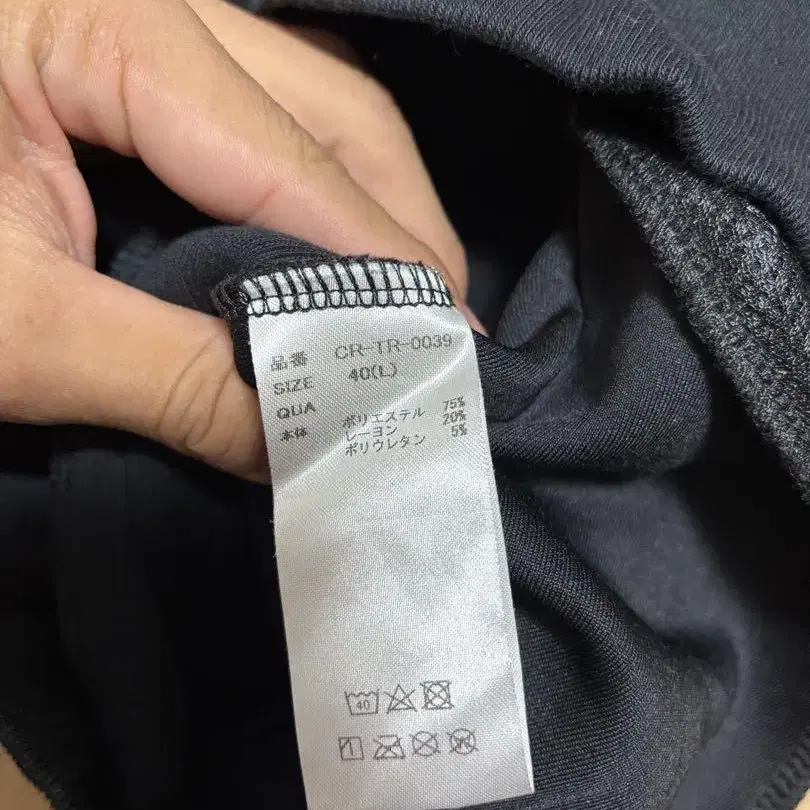 品番 CR-TR-0039
SIZE 40(L)
QUA
本体 ポリエステル 75%
レーヨン 20%
ポリウレタン 5%
40